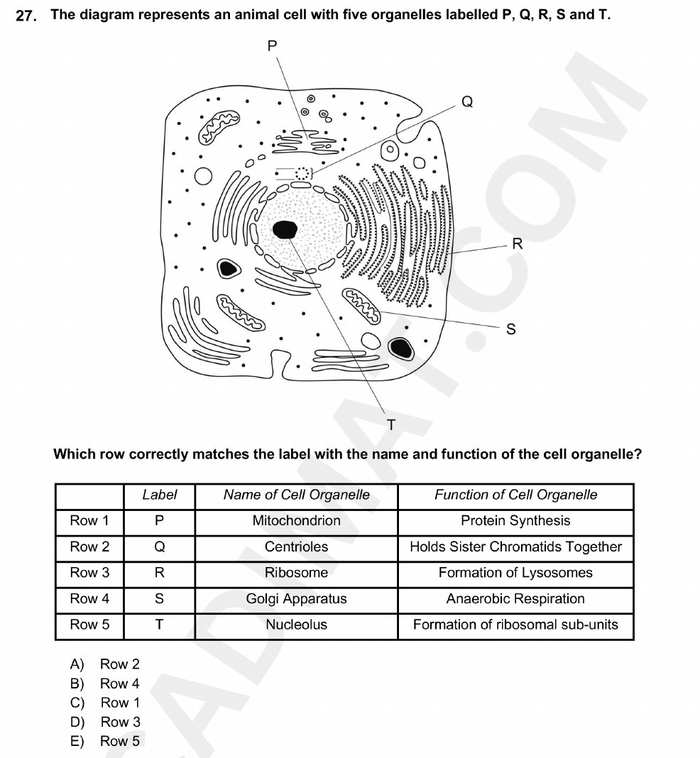 27. The diagram represents an animal cell with five organelles labelled P, Q, R, S and T.
P
Q
R
S
T
Which row correctly matches the label with the name and function of the cell organelle?
Label Name of Cell Organelle Function of Cell Organelle
Row 1 P Mitochondrion Protein Synthesis
Row 2 Q Centrioles Holds Sister Chromatids Together
Row 3 R Ribosome Formation of Lysosomes
Row 4 S Golgi Apparatus Anaerobic Respiration
Row 5 T Nucleolus Formation of ribosomal sub-units
A) Row 2
B) Row 4
C) Row 1
D) Row 3
E) Row 5